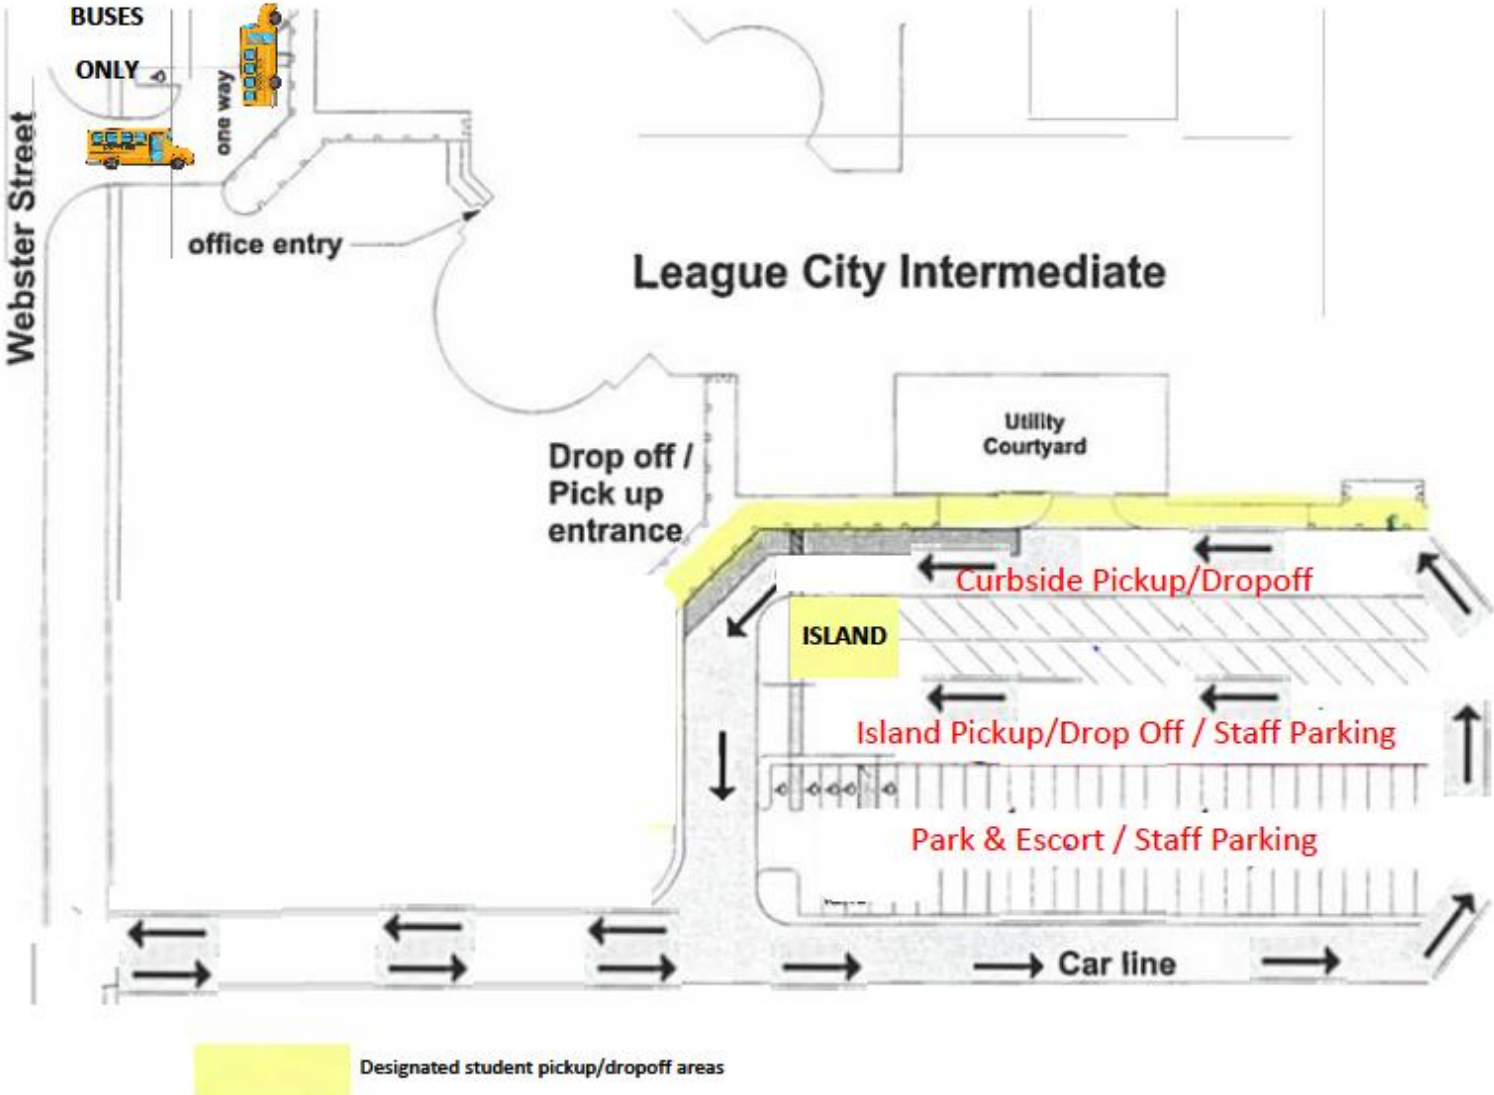 BUSES
ONLY
one way
Webster Street
office entry
League City Intermediate
Utility
Courtyard
Drop off /
Pick up
entrance
Curbside Pickup/Dropoff
ISLAND
Island Pickup/Drop Off / Staff Parking
Park & Escort / Staff Parking
Car line
Designated student pickup/dropoff areas